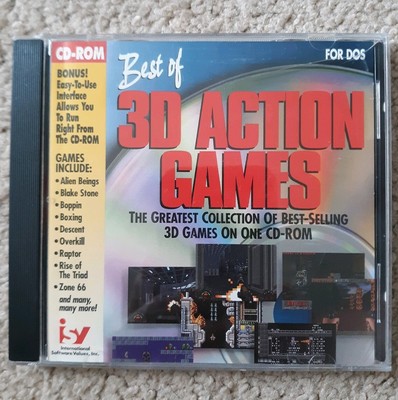 CD-ROM
BONUS!
Easy-To-Use
Interface
Allows You
To Run
Right From
The CD-ROM
GAMES
INCLUDE:
• Alien Beings
• Blake Stone
• Boppin
• Boxing
• Descent
• Overkill
• Raptor
• Rise of
The Triad
• Zone 66
and many,
many more!
isv
International
Software Values, Inc.
Best of
FOR DOS
3D ACTION
GAMES
THE GREATEST COLLECTION OF BEST-SELLING
3D GAMES ON ONE CD-ROM